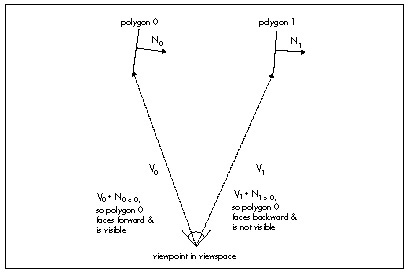 polygon 0
polygon 1
N0
N1
V0
V1
V0 • N0 < 0,
so polygon 0
faces forward &
is visible
V1 • N1 > 0,
so polygon 0
faces backward &
is not visible
viewpoint in viewspace